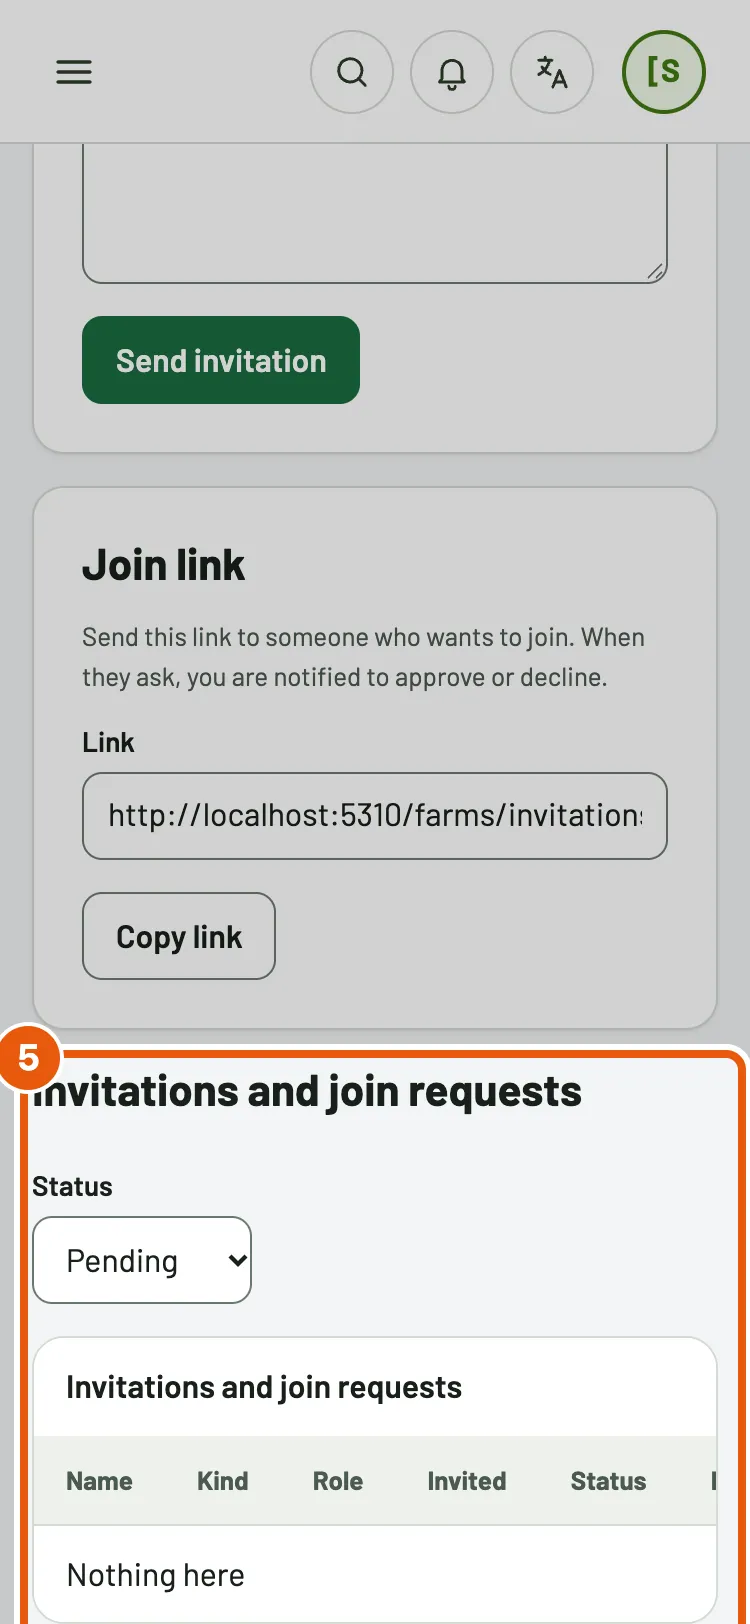 [S
Send invitation
Join link
Send this link to someone who wants to join. When
they ask, you are notified to approve or decline.
Link
http://localhost:5310/farms/invitations
Copy link
5
Invitations and join requests
Status
Pending
Invitations and join requests
Name Kind Role Invited Status
Nothing here